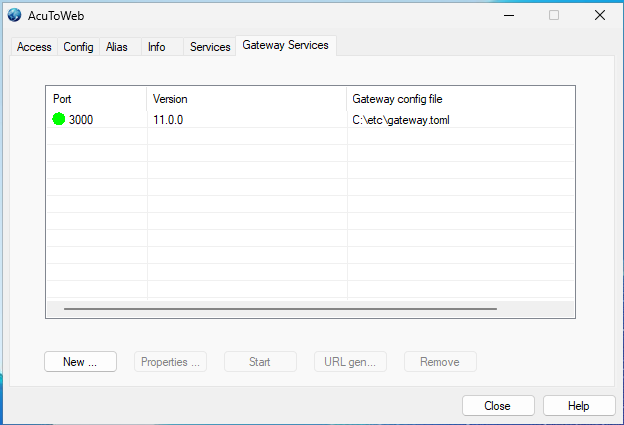 AcuToWeb
Access Config Alias Info Services Gateway Services
Port Version Gateway config file
3000 11.0.0 C:\etc\gateway.toml
New ... Properties ... Start URL gen... Remove
Close Help